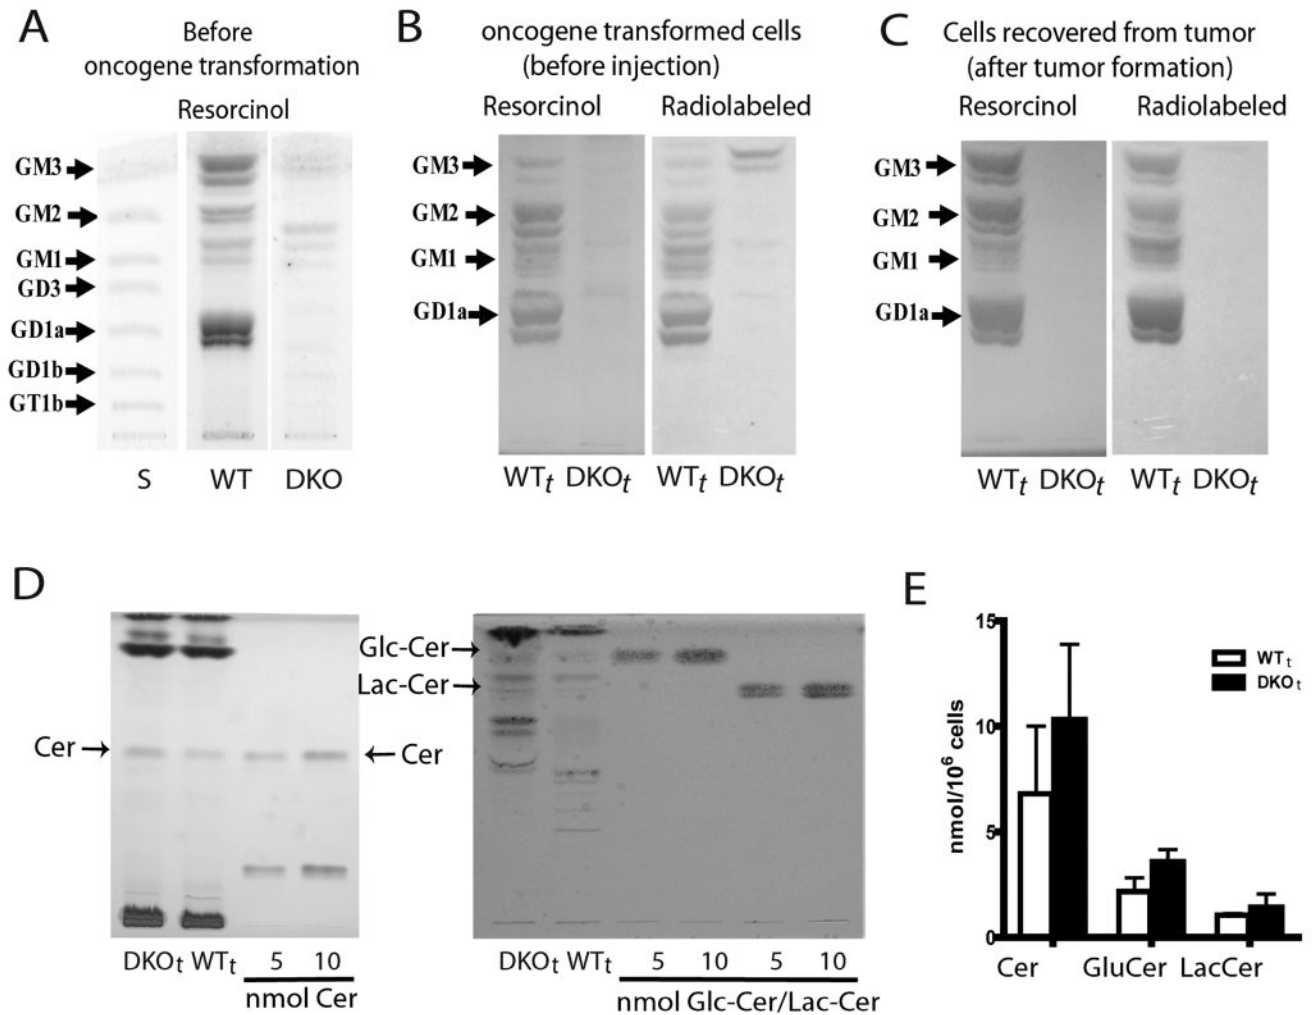 A
Before
oncogene transformation
Resorcinol
GM3
GM2
GM1
GD3
GD1a
GD1b
GT1b
S WT DKO
B
oncogene transformed cells
(before injection)
Resorcinol Radiolabeled
GM3
GM2
GM1
GD1a
WTt DKOt WTt DKOt
C
Cells recovered from tumor
(after tumor formation)
Resorcinol Radiolabeled
GM3
GM2
GM1
GD1a
WTt DKOt WTt DKOt
D
Cer
Cer
DKOt WTt 5 10
nmol Cer
Glc-Cer
Lac-Cer
DKOt WTt 5 10 5 10
nmol Glc-Cer/Lac-Cer
E
nmol/10⁶ cells
15
10
5
0
WT t
DKO t
Cer GluCer LacCer